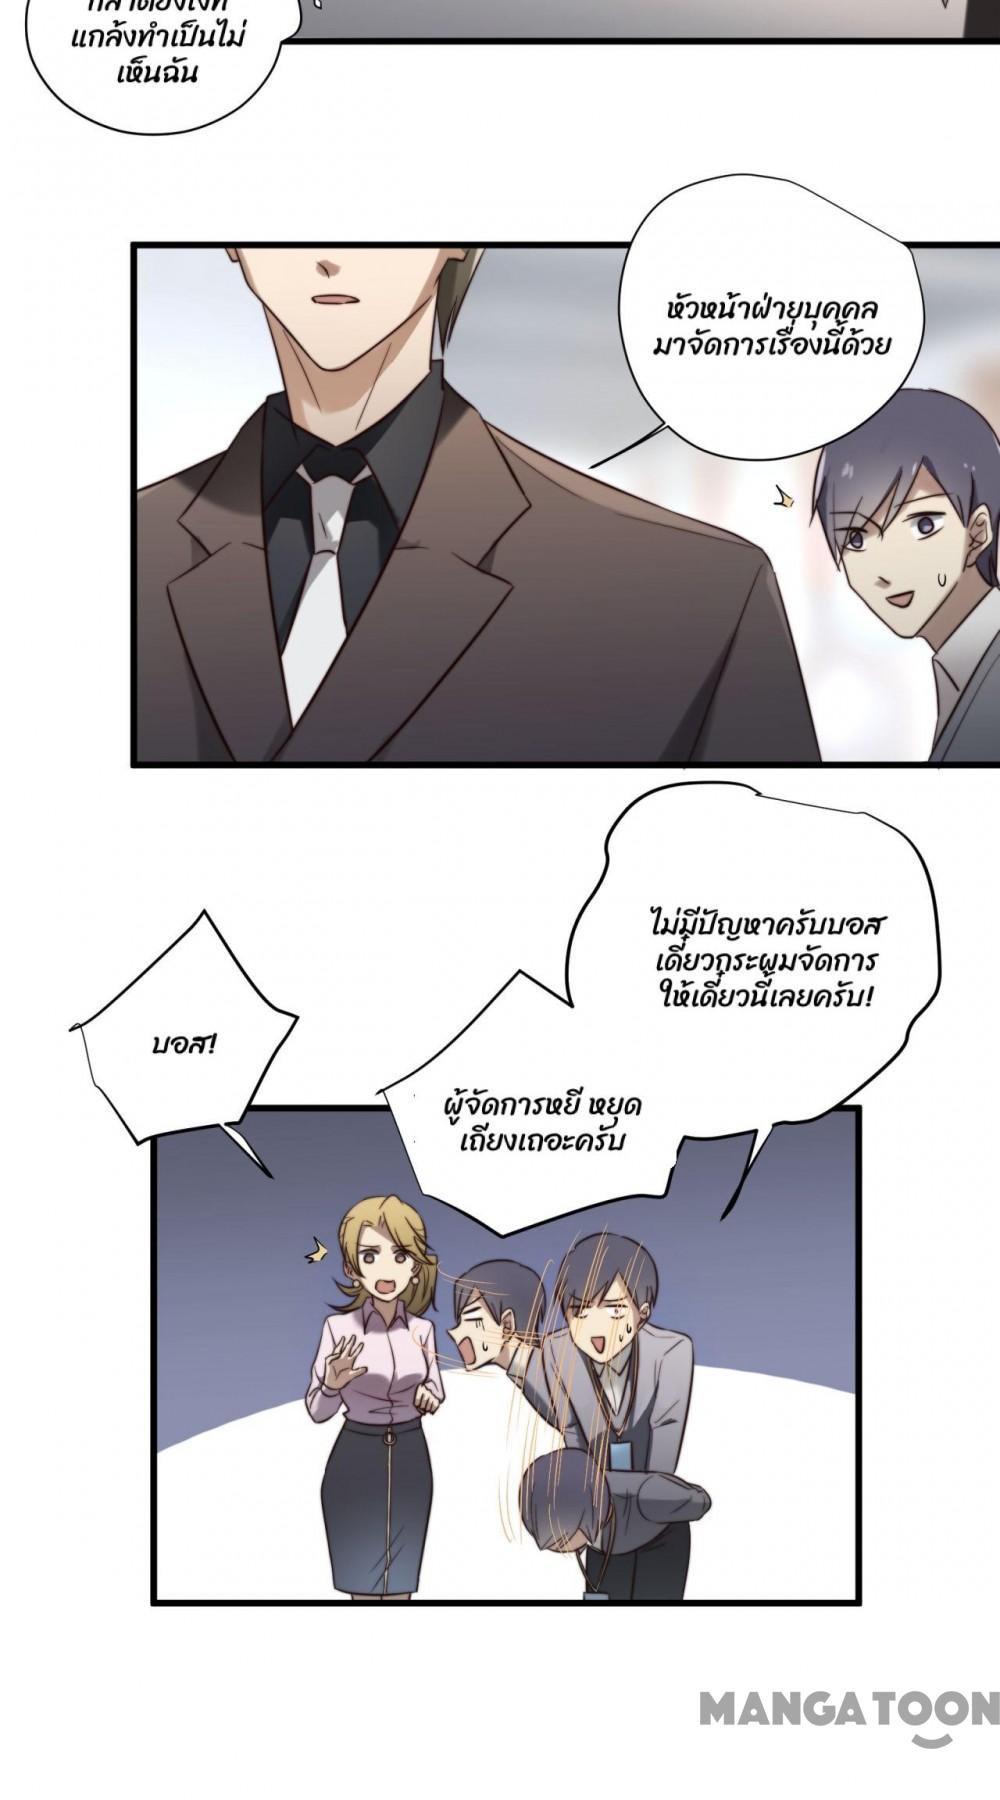 แกล้งทำเป็นไม่
เห็นฉัน
หัวหน้าฝ่ายบุคคล
มาจัดการเรื่องนี้ด้วย
ไม่มีปัญหาครับบอส
เดี๋ยวกระผมจัดการ
ให้เดี๋ยวนี้เลยครับ!
บอส!
ผู้จัดการหยี หยุด
เถียงเถอะครับ
MANGATOON